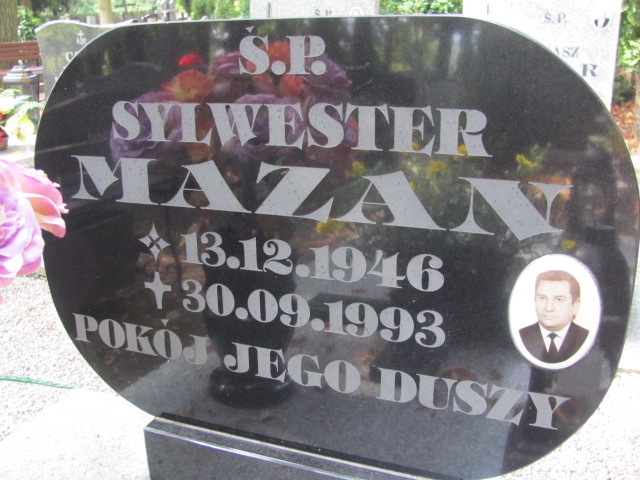 Ś.P.
SYLWESTER
MAZAN
13.12.1946
30.09.1993
POKÓJ JEGO DUSZY
Ś.P.